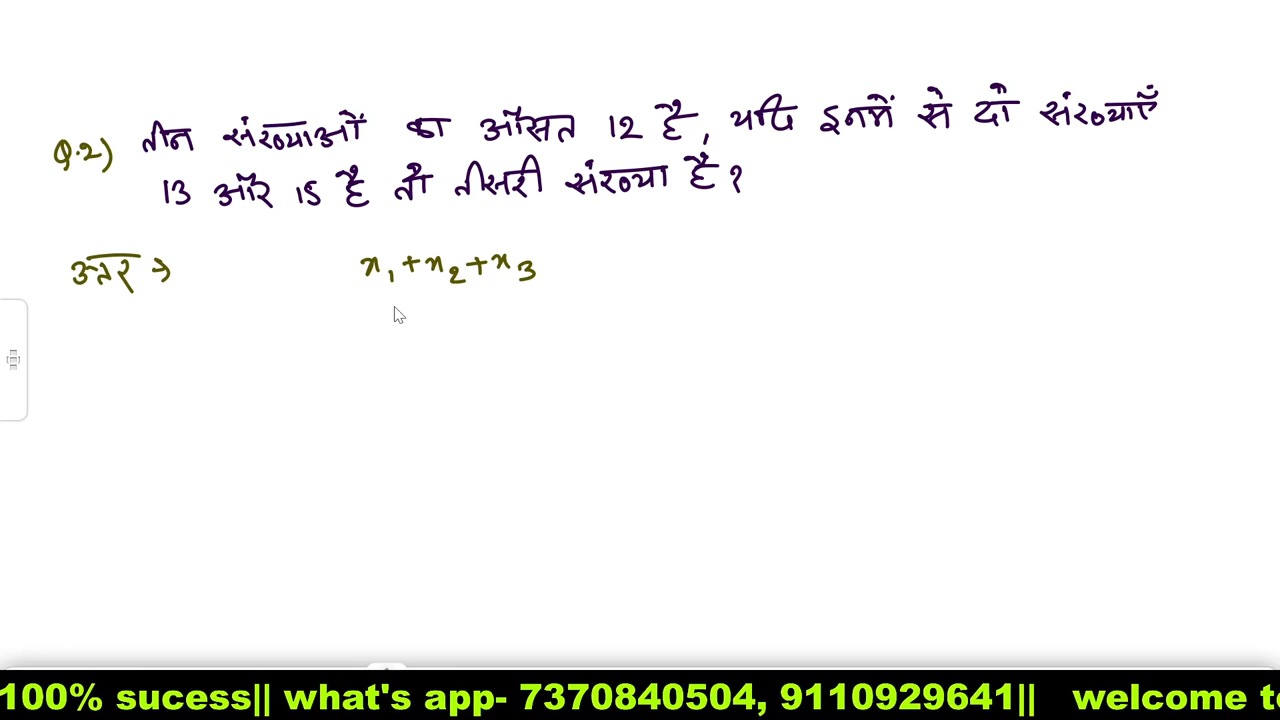 Q.2) तीन संख्याओं का औसत 12 है, यदि इनमें से दो संख्याएँ
13 और 15 है तो तीसरी संख्या है ?
उत्तर → x₁+x₂+x₃
100% sucess|| what's app- 7370840504, 9110929641|| welcome to